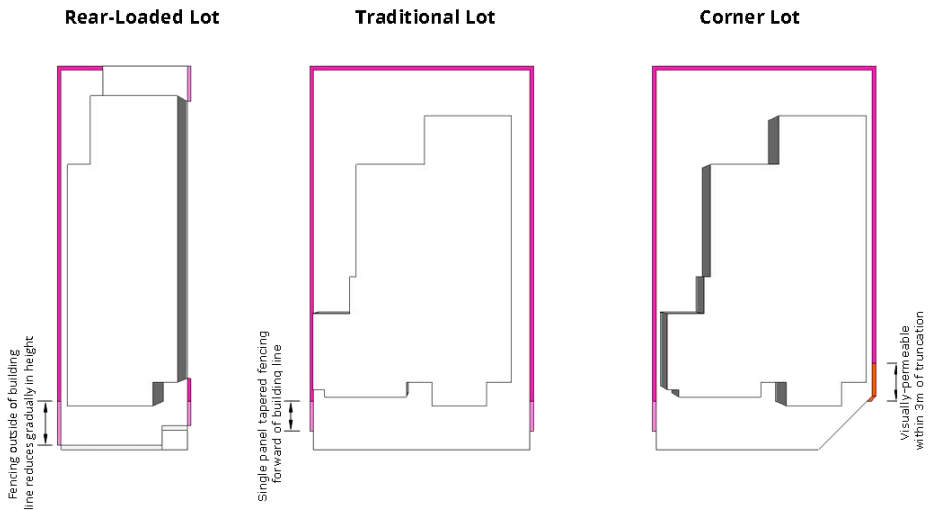 Rear-Loaded Lot
Traditional Lot
Corner Lot
Fencing outside of building
line reduces gradually in height
Single panel tapered fencing
forward of building line
Visually-permeable
within 3m of truncation